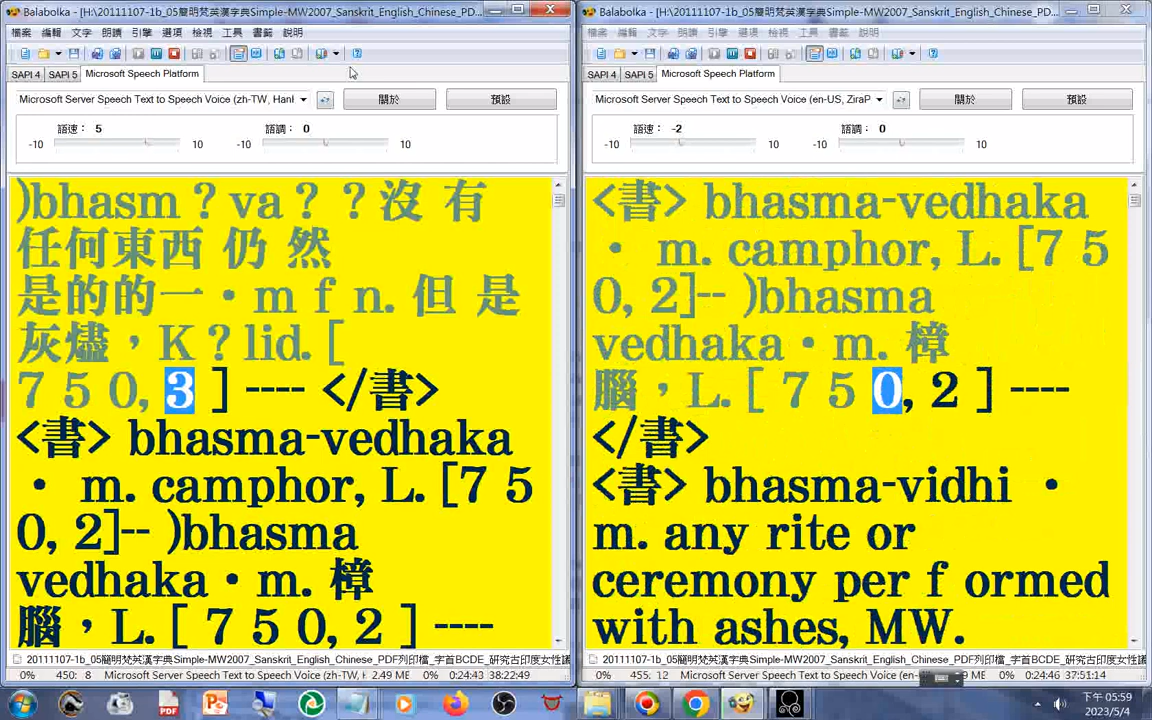 Balabolka - [H:\20111107-1b_05簡明梵英漢字典Simple-MW2007_Sanskrit_English_Chinese_PD...
檔案 編輯 文字 朗讀 引擎 選項 檢視 工具 書籤 說明
SAPI 4 SAPI 5 Microsoft Speech Platform
Microsoft Server Speech Text to Speech Voice (zh-TW, Hanl 關於 預設
語速： 5 語調： 0
-10 10 -10 10
)bhasm？va？？沒 有
任何東西 仍 然
是的的一・m f n. 但 是
灰燼，K？lid. [
7 5 0, 3 ] ---- </書>
<書> bhasma-vedhaka
・ m. camphor, L. [7 5
0, 2]-- )bhasma
vedhaka・m. 樟
腦，L. [ 7 5 0, 2 ] ----
20111107-1b_05簡明梵英漢字典Simple-MW2007_Sanskrit_English_Chinese_PDF列印檔_字首BCDE_研究古印度女性議
0% 450: 8 Microsoft Server Speech Text to Speech Voice (zh-TW, H 2.49 ME 0% 0:24:43 38:22:49
Balabolka - [H:\20111107-1b_05簡明梵英漢字典Simple-MW2007_Sanskrit_English_Chinese_PD...
檔案 編輯 文字 朗讀 引擎 選項 檢視 工具 書籤 說明
SAPI 4 SAPI 5 Microsoft Speech Platform
Microsoft Server Speech Text to Speech Voice (en-US, ZiraP 關於 預設
語速： -2 語調： 0
-10 10 -10 10
<書> bhasma-vedhaka
・ m. camphor, L. [7 5
0, 2]-- )bhasma
vedhaka・m. 樟
腦，L. [ 7 5 0, 2 ] ----
</書>
<書> bhasma-vidhi ・
m. any rite or
ceremony per f ormed
with ashes, MW.
20111107-1b_05簡明梵英漢字典Simple-MW2007_Sanskrit_English_Chinese_PDF列印檔_字首BCDE_研究古印度女性議
0% 455: 12 Microsoft Server Speech Text to Speech Voice (en-US, 9 ME 0% 0:24:46 37:51:14
PDF
下午 05:59
2023/5/4